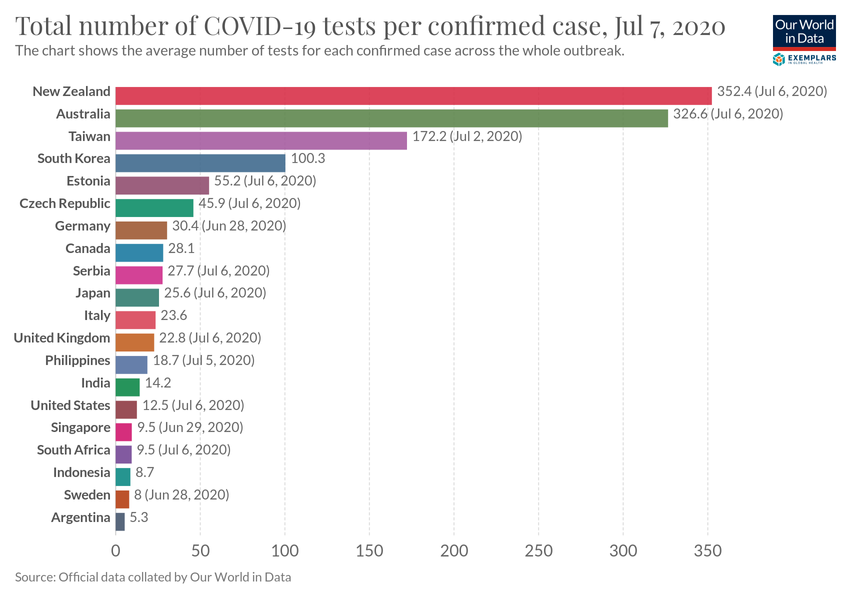 Total number of COVID-19 tests per confirmed case, Jul 7, 2020
The chart shows the average number of tests for each confirmed case across the whole outbreak.
Our World
in Data
EXEMPLARS
IN GLOBAL HEALTH
New Zealand 352.4 (Jul 6, 2020)
Australia 326.6 (Jul 6, 2020)
Taiwan 172.2 (Jul 2, 2020)
South Korea 100.3
Estonia 55.2 (Jul 6, 2020)
Czech Republic 45.9 (Jul 6, 2020)
Germany 30.4 (Jun 28, 2020)
Canada 28.1
Serbia 27.7 (Jul 6, 2020)
Japan 25.6 (Jul 6, 2020)
Italy 23.6
United Kingdom 22.8 (Jul 6, 2020)
Philippines 18.7 (Jul 5, 2020)
India 14.2
United States 12.5 (Jul 6, 2020)
Singapore 9.5 (Jun 29, 2020)
South Africa 9.5 (Jul 6, 2020)
Indonesia 8.7
Sweden 8 (Jun 28, 2020)
Argentina 5.3
0 50 100 150 200 250 300 350
Source: Official data collated by Our World in Data